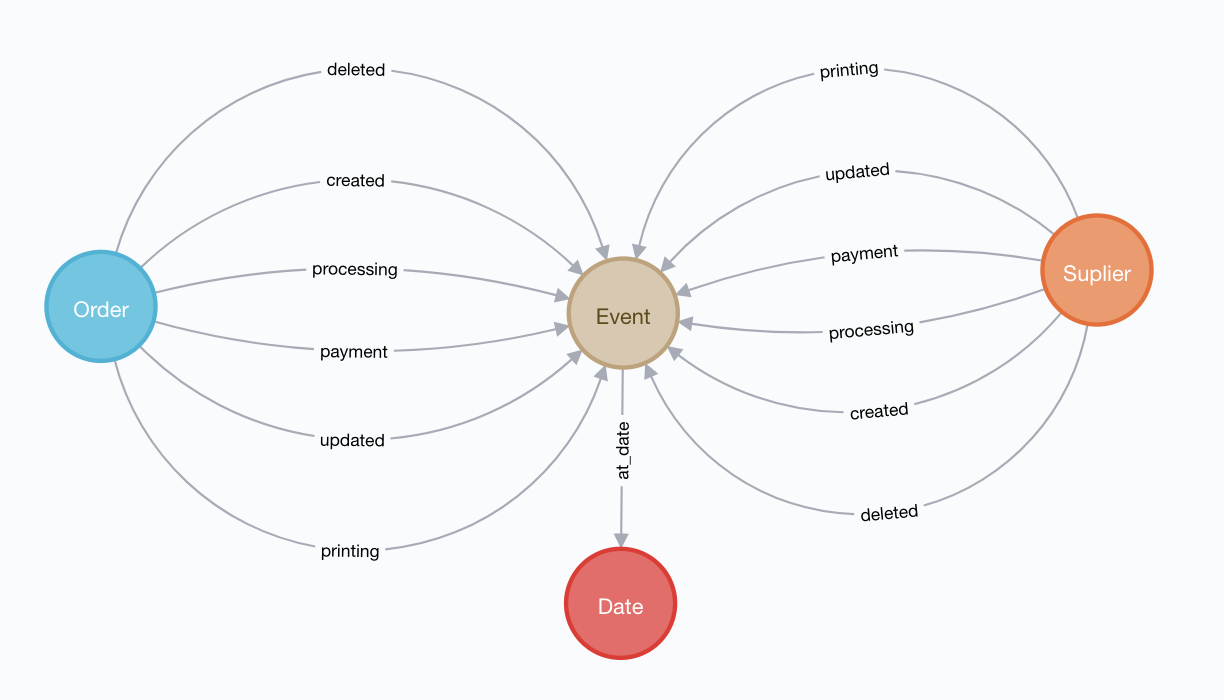 deleted
printing
created
updated
processing
payment
Order
Event
Suplier
payment
processing
updated
created
at_date
printing
deleted
Date